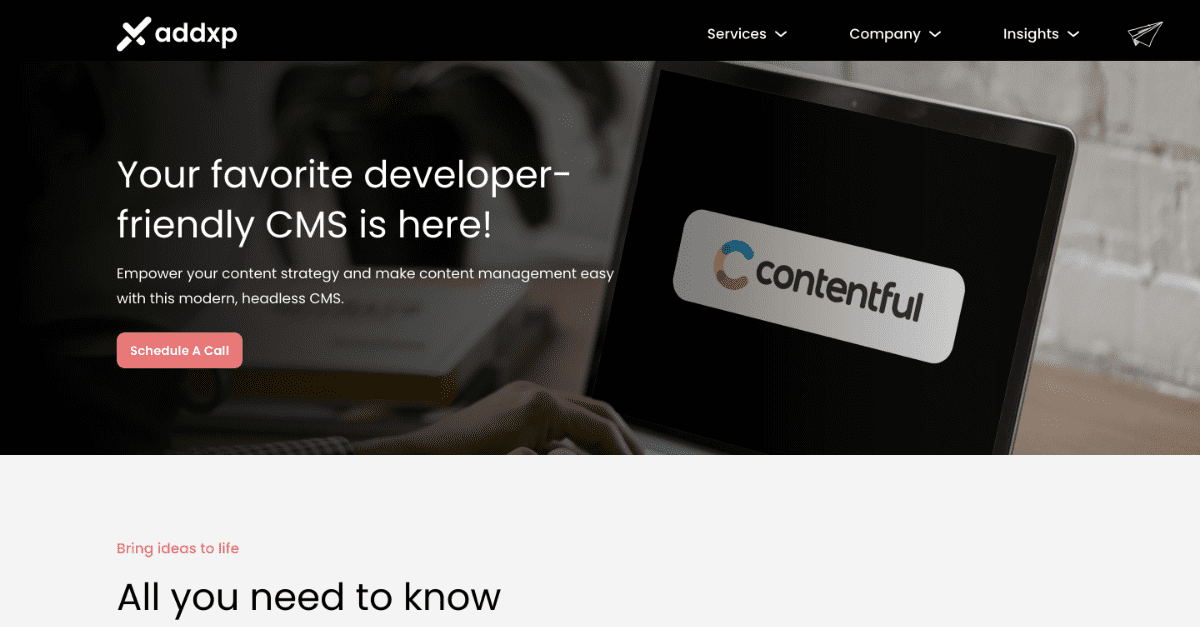 addxp
Services
Company
Insights
Your favorite developer-
friendly CMS is here!
Empower your content strategy and make content management easy
with this modern, headless CMS.
Schedule A Call
contentful
Bring ideas to life
All you need to know